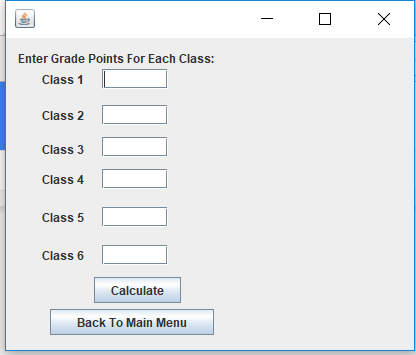 Enter Grade Points For Each Class:
Class 1
Class 2
Class 3
Class 4
Class 5
Class 6
Calculate
Back To Main Menu